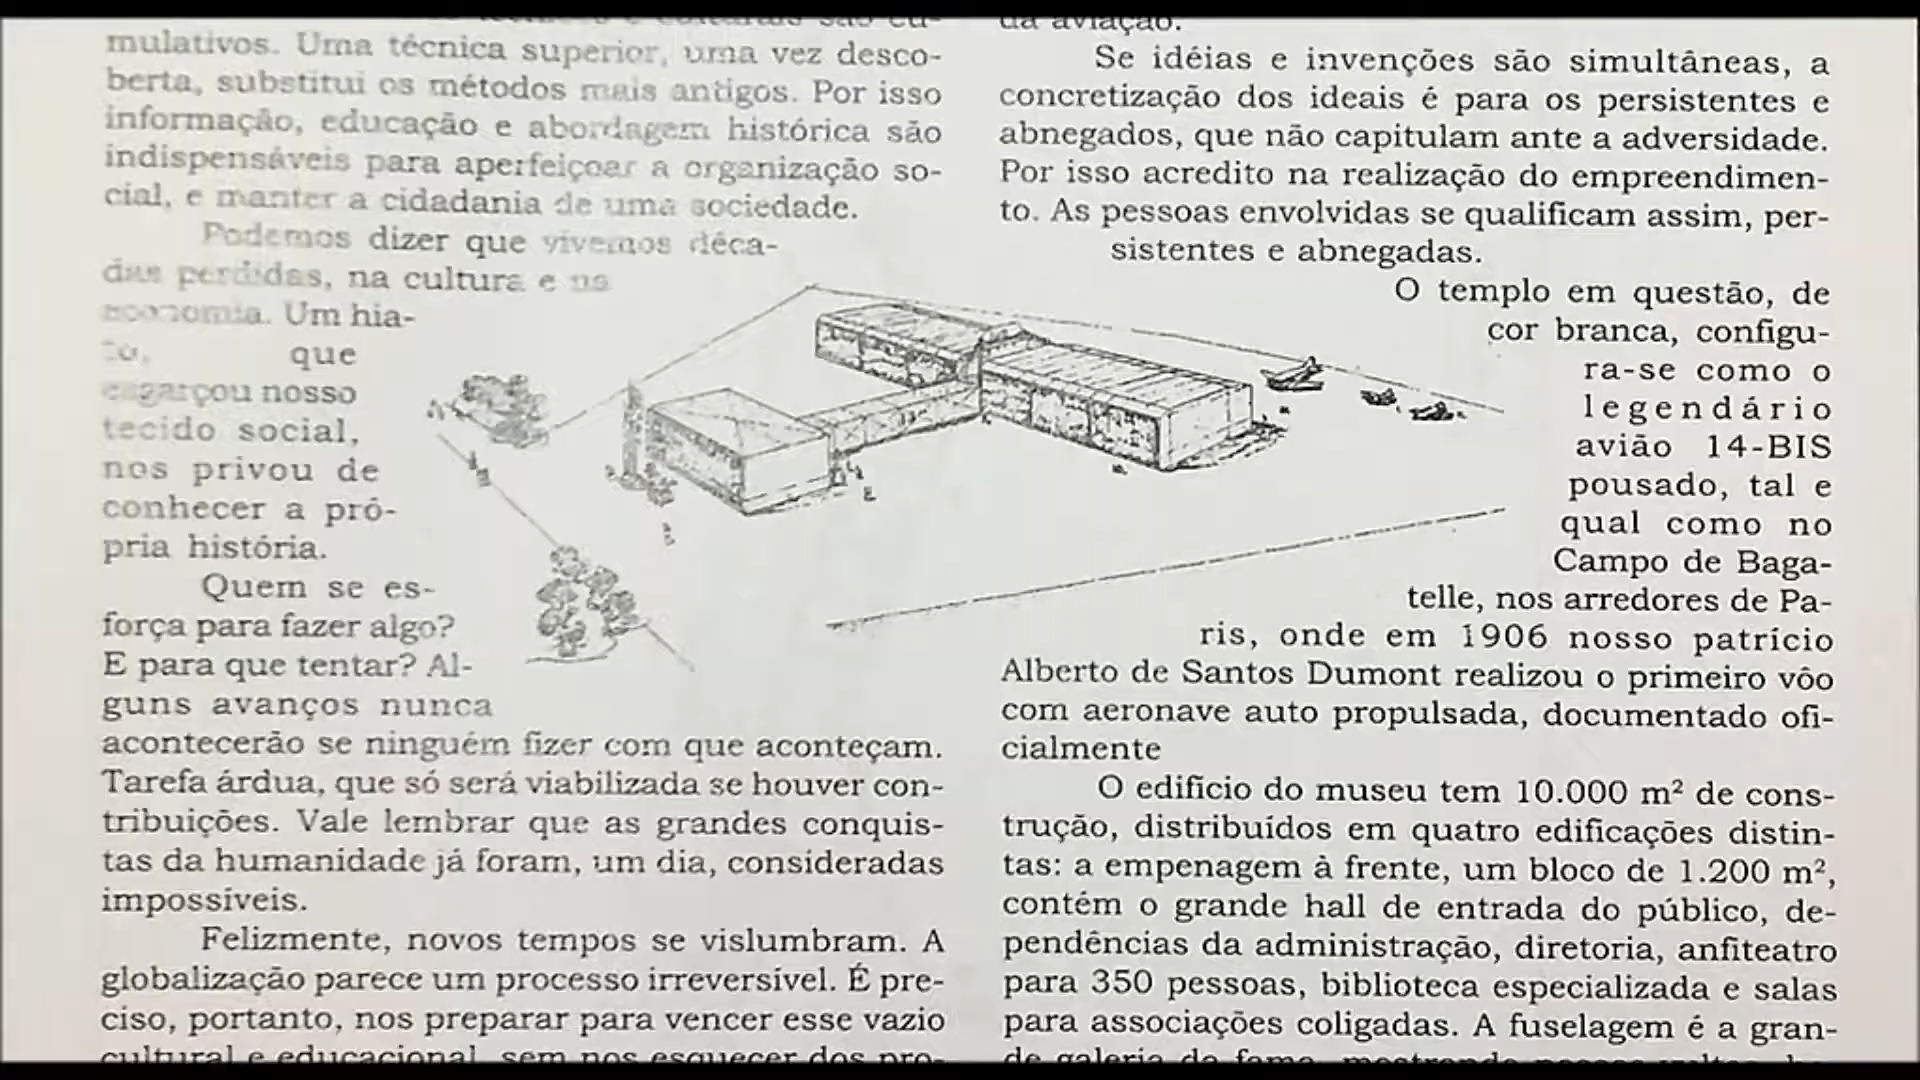 mulativos. Uma técnica superior, uma vez desco-
berta, substitui os métodos mais antigos. Por isso
informação, educação e abordagem histórica são
indispensáveis para aperfeiçoar a organização so-
cial, e manter a cidadania de uma sociedade.
Podemos dizer que vivemos déca-
das perdidas, na cultura e na
economia. Um hia-
to, que
esgarçou nosso
tecido social,
nos privou de
conhecer a pró-
pria história.
Quem se es-
força para fazer algo?
E para que tentar? Al-
guns avanços nunca
acontecerão se ninguém fizer com que aconteçam.
Tarefa árdua, que só será viabilizada se houver con-
tribuições. Vale lembrar que as grandes conquis-
tas da humanidade já foram, um dia, consideradas
impossíveis.
Felizmente, novos tempos se vislumbram. A
globalização parece um processo irreversível. É pre-
ciso, portanto, nos preparar para vencer esse vazio
cultural e educacional, sem nos esquecer dos pro-
da aviação.
Se idéias e invenções são simultâneas, a
concretização dos ideais é para os persistentes e
abnegados, que não capitulam ante a adversidade.
Por isso acredito na realização do empreendimen-
to. As pessoas envolvidas se qualificam assim, per-
sistentes e abnegadas.
O templo em questão, de
cor branca, configu-
ra-se como o
legendário
avião 14-BIS
pousado, tal e
qual como no
Campo de Baga-
telle, nos arredores de Pa-
ris, onde em 1906 nosso patrício
Alberto de Santos Dumont realizou o primeiro vôo
com aeronave auto propulsada, documentado ofi-
cialmente
O edifício do museu tem 10.000 m² de cons-
trução, distribuídos em quatro edificações distin-
tas: a empenagem à frente, um bloco de 1.200 m²,
contém o grande hall de entrada do público, de-
pendências da administração, diretoria, anfiteatro
para 350 pessoas, biblioteca especializada e salas
para associações coligadas. A fuselagem é a gran-
de galeria da fama, mostrando